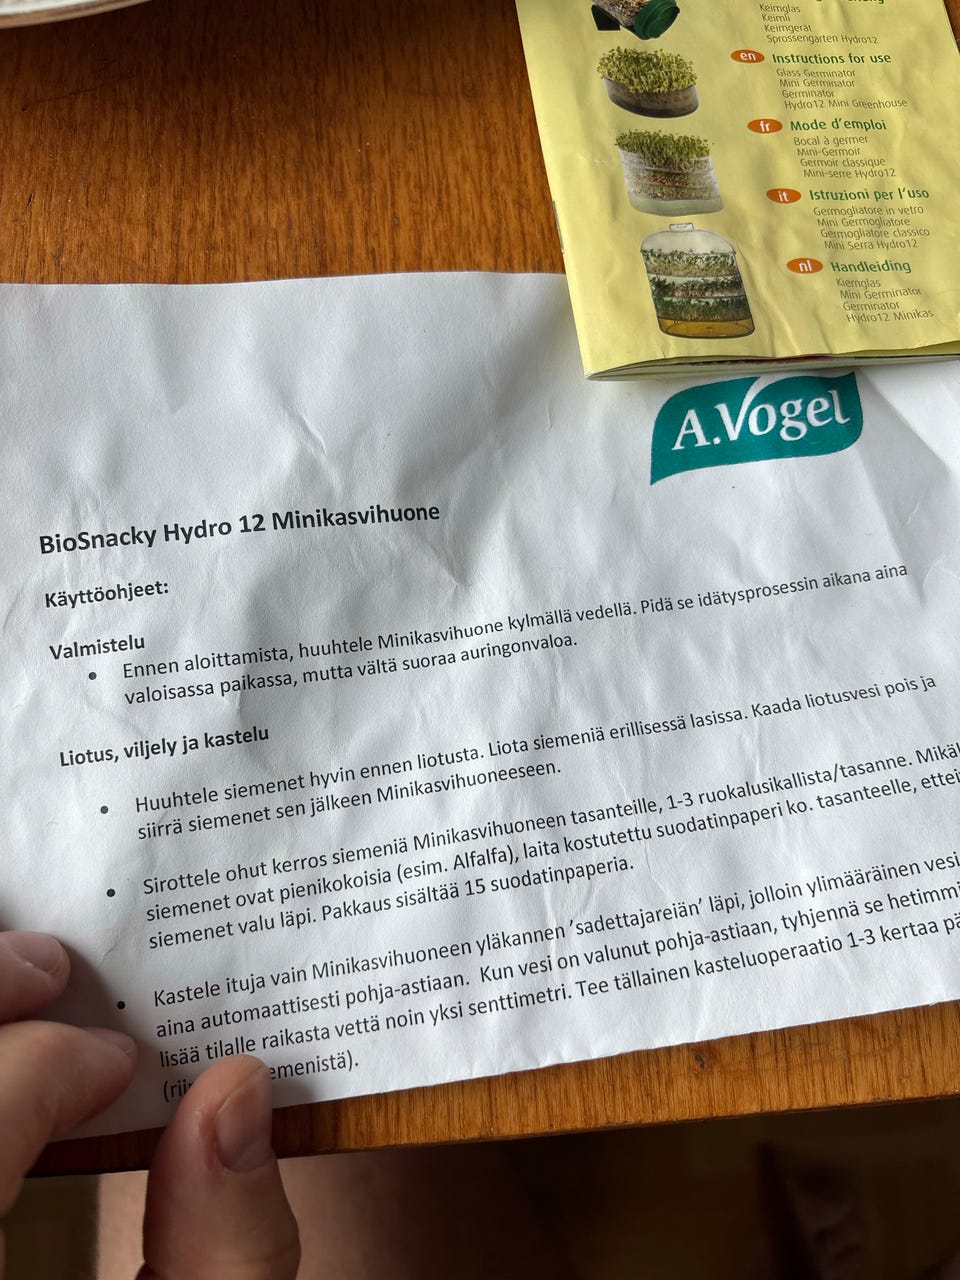 Keimglas
Keimli
Keimgerät
Sprossengarten Hydro12
en Instructions for use
Glass Germinator
Mini Germinator
Germinator
Hydro12 Mini Greenhouse
fr Mode d'emploi
Bocal à germer
Mini-Germoir
Germoir classique
Mini-serre Hydro12
it Istruzioni per l'uso
Germogliatore in vetro
Mini Germogliatore
Germogliatore classico
Mini Serra Hydro12
nl Handleiding
Kiemglas
Mini Germinator
Germinator
Hydro12 Minikas
A.Vogel
BioSnacky Hydro 12 Minikasvihuone
Käyttöohjeet:
Valmistelu
• Ennen aloittamista, huuhtele Minikasvihuone kylmällä vedellä. Pidä se idätysprosessin aikana aina
valoisassa paikassa, mutta vältä suoraa auringonvaloa.
Liotus, viljely ja kastelu
• Huuhtele siemenet hyvin ennen liotusta. Liota siemeniä erillisessä lasissa. Kaada liotusvesi pois ja
siirrä siemenet sen jälkeen Minikasvihuoneeseen.
• Sirottele ohut kerros siemeniä Minikasvihuoneen tasanteille, 1-3 ruokalusikallista/tasanne.
siemenet ovat pienikokoisia (esim. Alfalfa), laita kostutettu suodatinpaperi ko. tasanteelle,
siemenet valu läpi. Pakkaus sisältää 15 suodatinpaperia.
• Kastele ituja vain Minikasvihuoneen yläkannen 'sadettajareiän' läpi, jolloin ylimääräinen vesi
aina automaattisesti pohja-astiaan. Kun vesi on valunut pohja-astiaan, tyhjennä se
lisää tilalle raikasta vettä noin yksi senttimetri. Tee tällainen kasteluoperaatio 1-3 kertaa